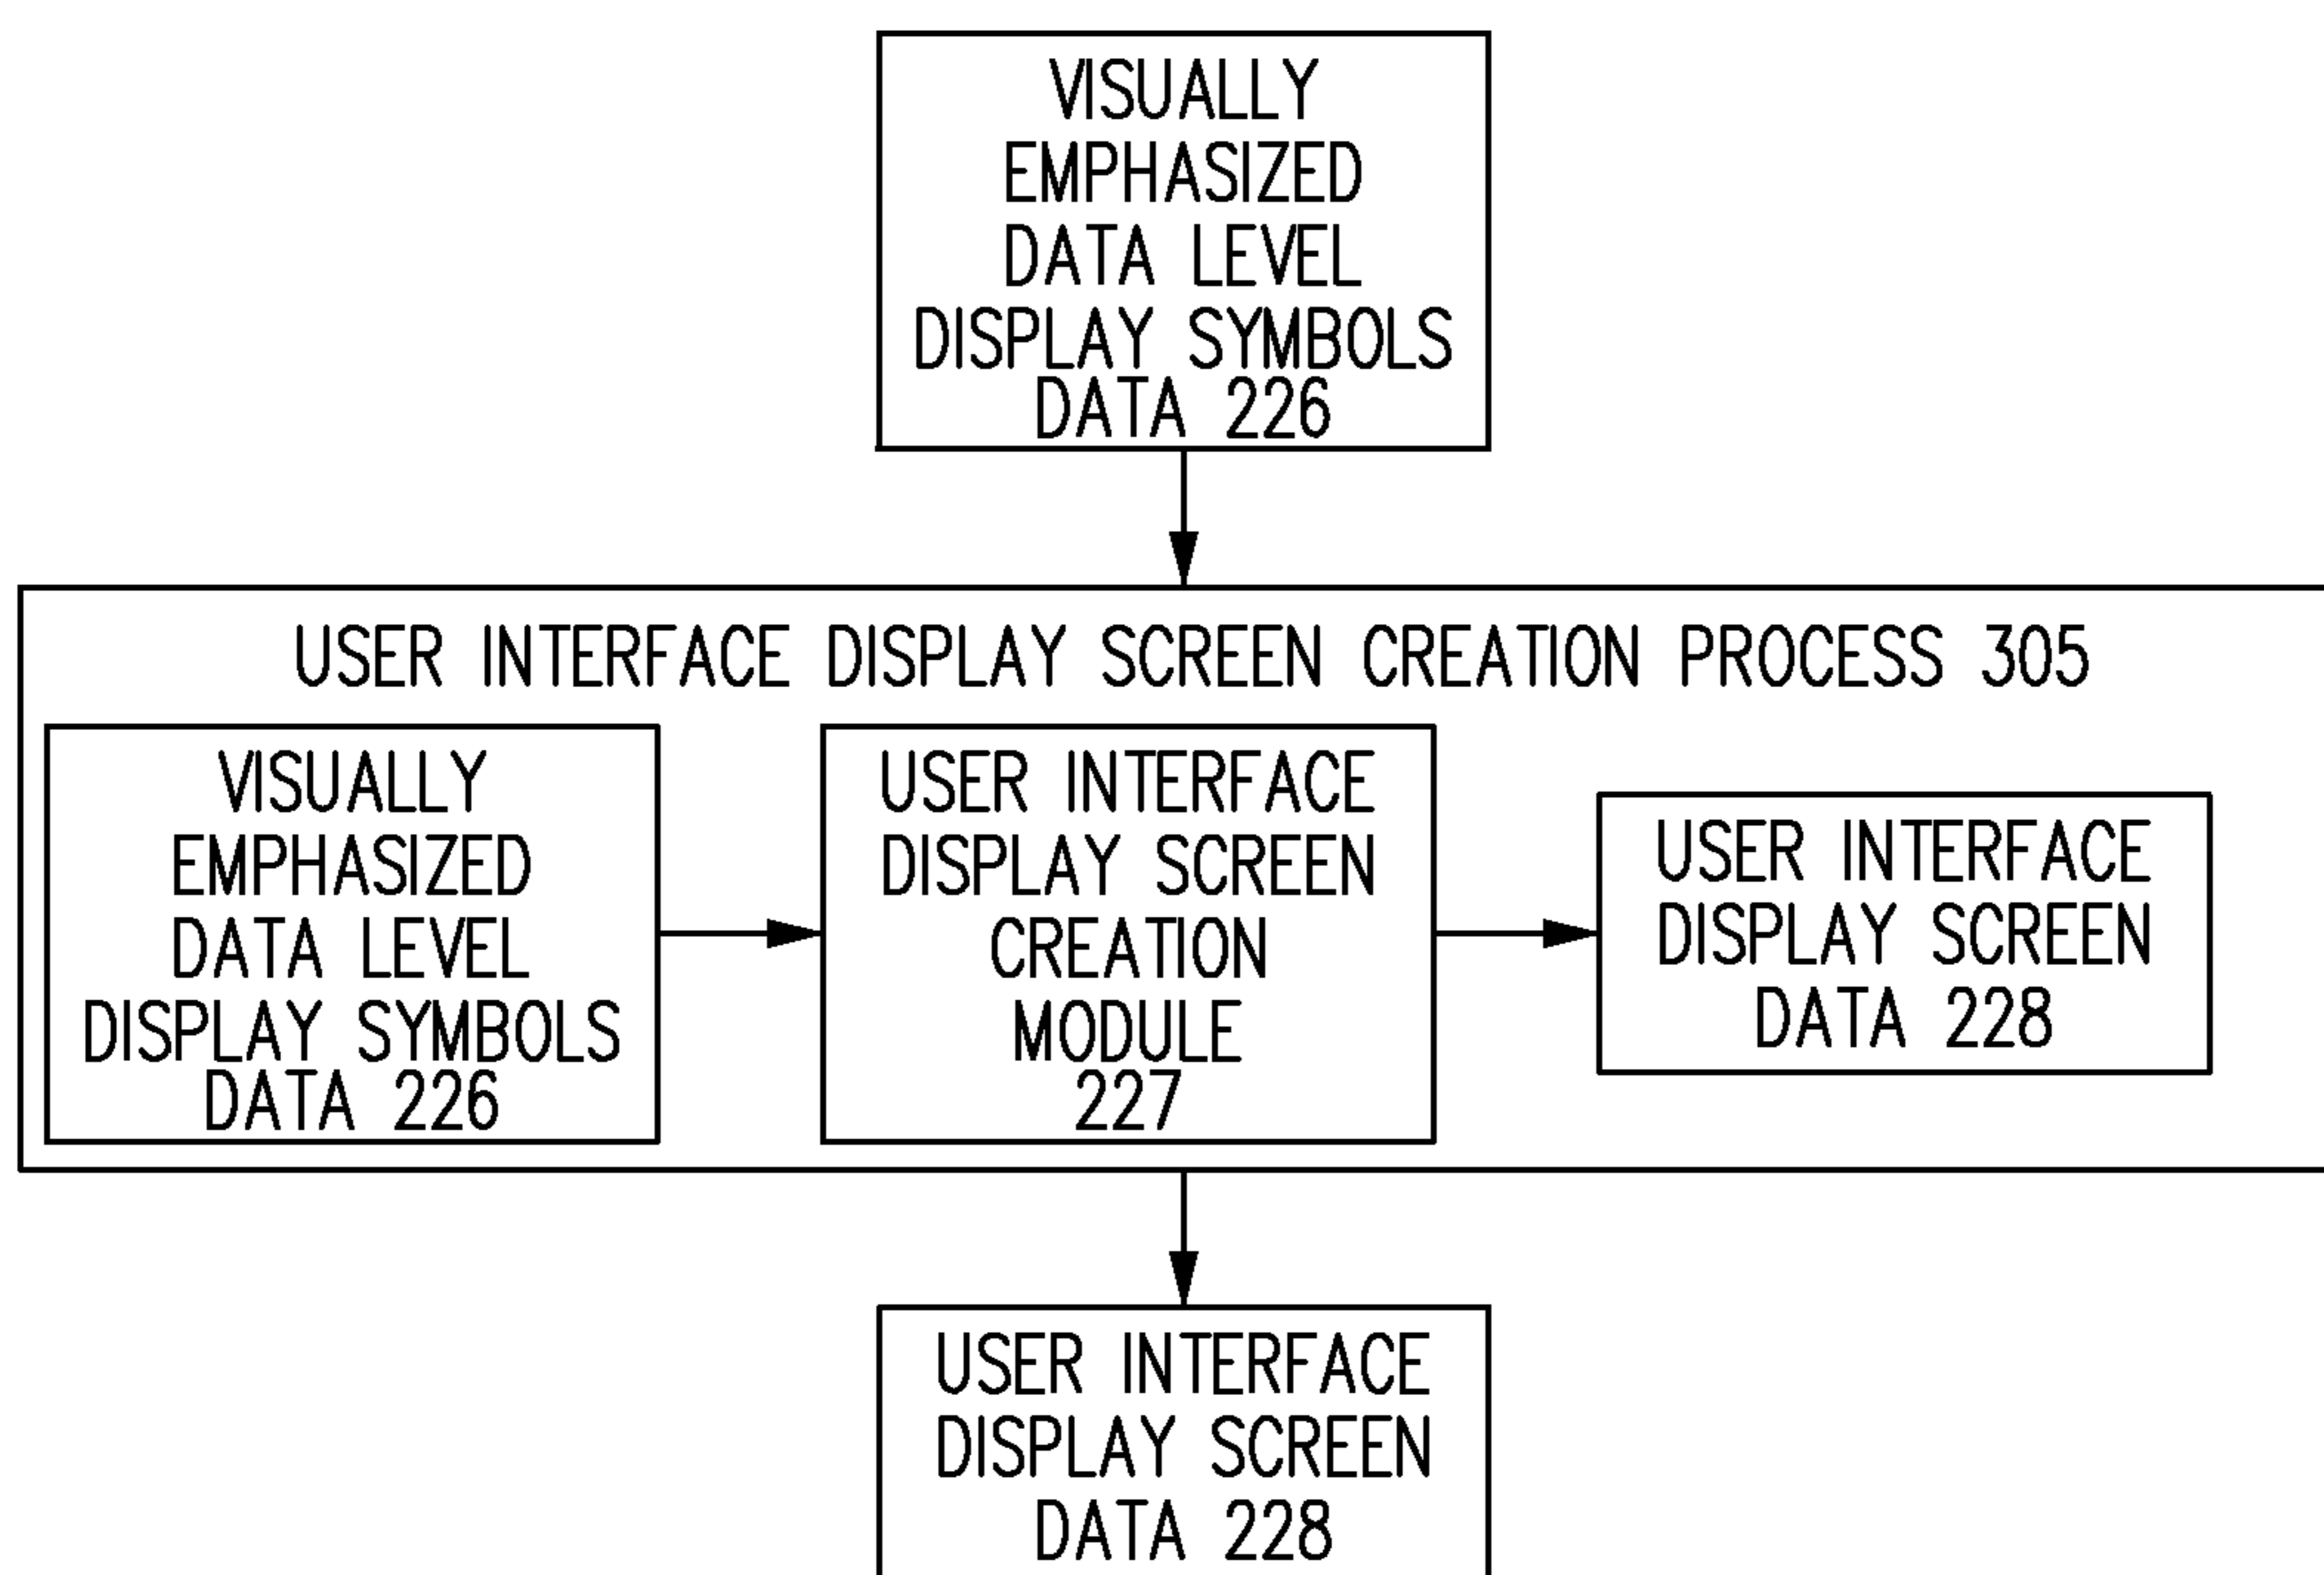 VISUALLY
EMPHASIZED
DATA LEVEL
DISPLAY SYMBOLS
DATA 226
USER INTERFACE DISPLAY SCREEN CREATION PROCESS 305
VISUALLY
EMPHASIZED
DATA LEVEL
DISPLAY SYMBOLS
DATA 226
USER INTERFACE
DISPLAY SCREEN
CREATION
MODULE
227
USER INTERFACE
DISPLAY SCREEN
DATA 228
USER INTERFACE
DISPLAY SCREEN
DATA 228